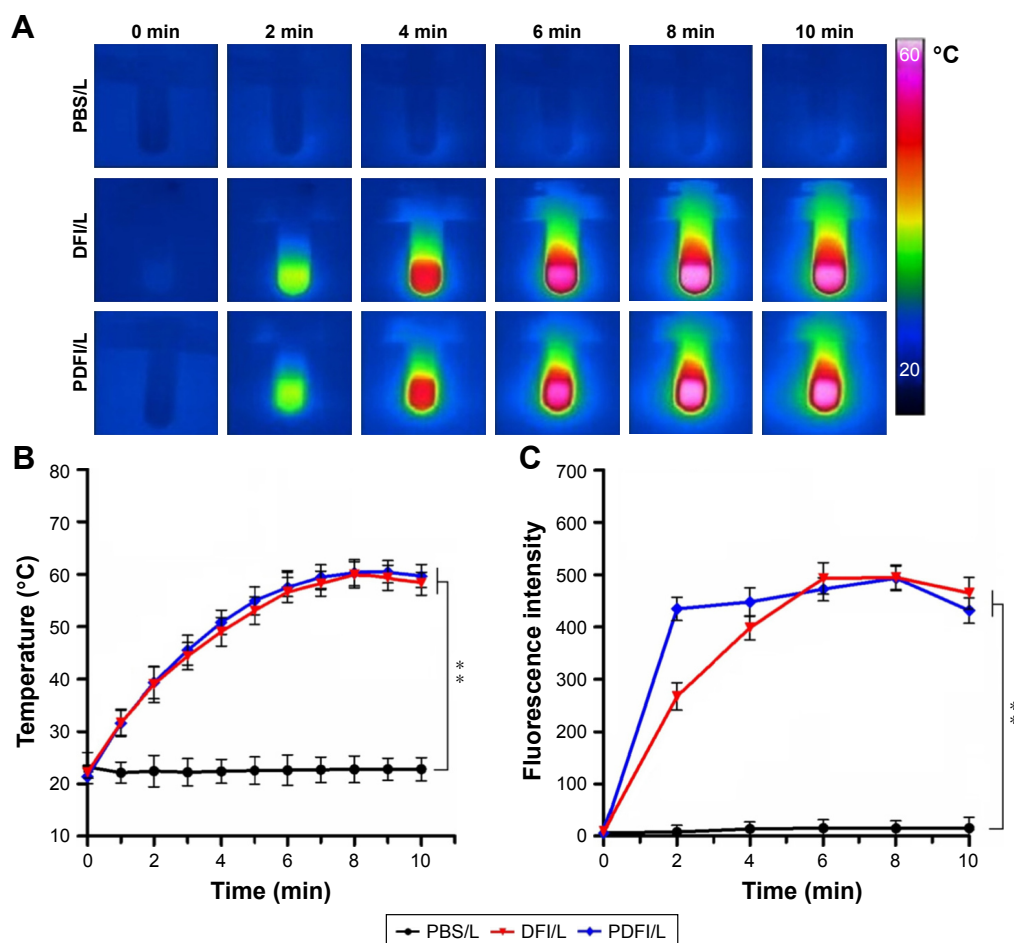 A
0 min 2 min 4 min 6 min 8 min 10 min
°C
60
20
PBS/L
DFI/L
PDFI/L
B
80
70
60
50
40
30
20
10
Temperature (°C)
0 2 4 6 8 10
Time (min)
**
C
700
600
500
400
300
200
100
0
Fluorescence intensity
0 2 4 6 8 10
Time (min)
**
PBS/L DFI/L PDFI/L